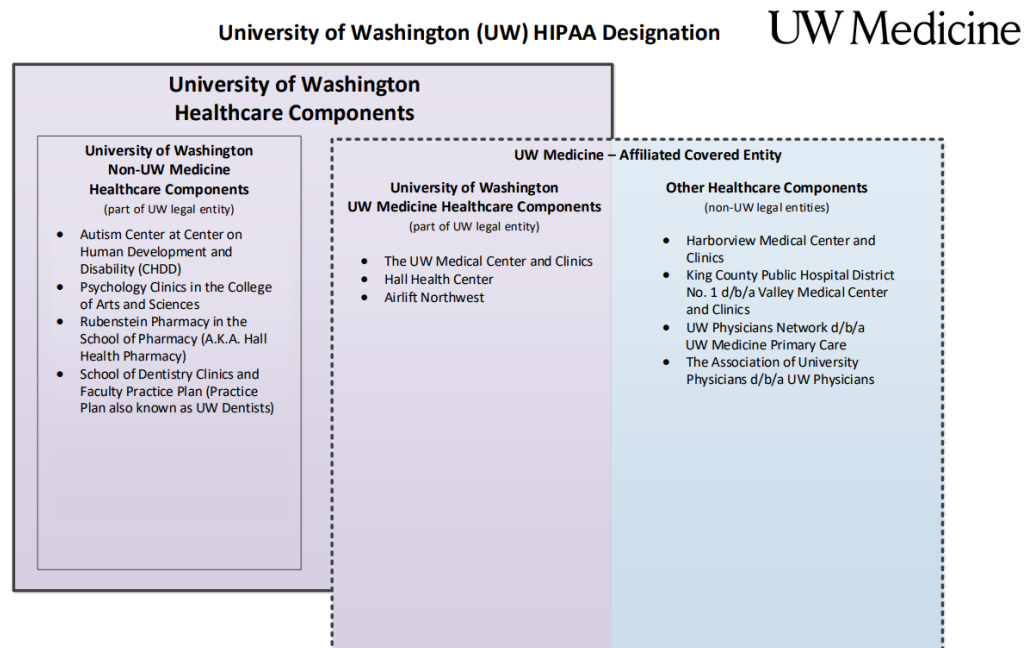 University of Washington (UW) HIPAA Designation
UW Medicine
University of Washington
Healthcare Components
University of Washington
Non-UW Medicine
Healthcare Components
(part of UW legal entity)
• Autism Center at Center on
Human Development and
Disability (CHDD)
• Psychology Clinics in the College
of Arts and Sciences
• Rubenstein Pharmacy in the
School of Pharmacy (A.K.A. Hall
Health Pharmacy)
• School of Dentistry Clinics and
Faculty Practice Plan (Practice
Plan also known as UW Dentists)
UW Medicine – Affiliated Covered Entity
University of Washington
UW Medicine Healthcare Components
(part of UW legal entity)
• The UW Medical Center and Clinics
• Hall Health Center
• Airlift Northwest
Other Healthcare Components
(non-UW legal entities)
• Harborview Medical Center and
Clinics
• King County Public Hospital District
No. 1 d/b/a Valley Medical Center
and Clinics
• UW Physicians Network d/b/a
UW Medicine Primary Care
• The Association of University
Physicians d/b/a UW Physicians